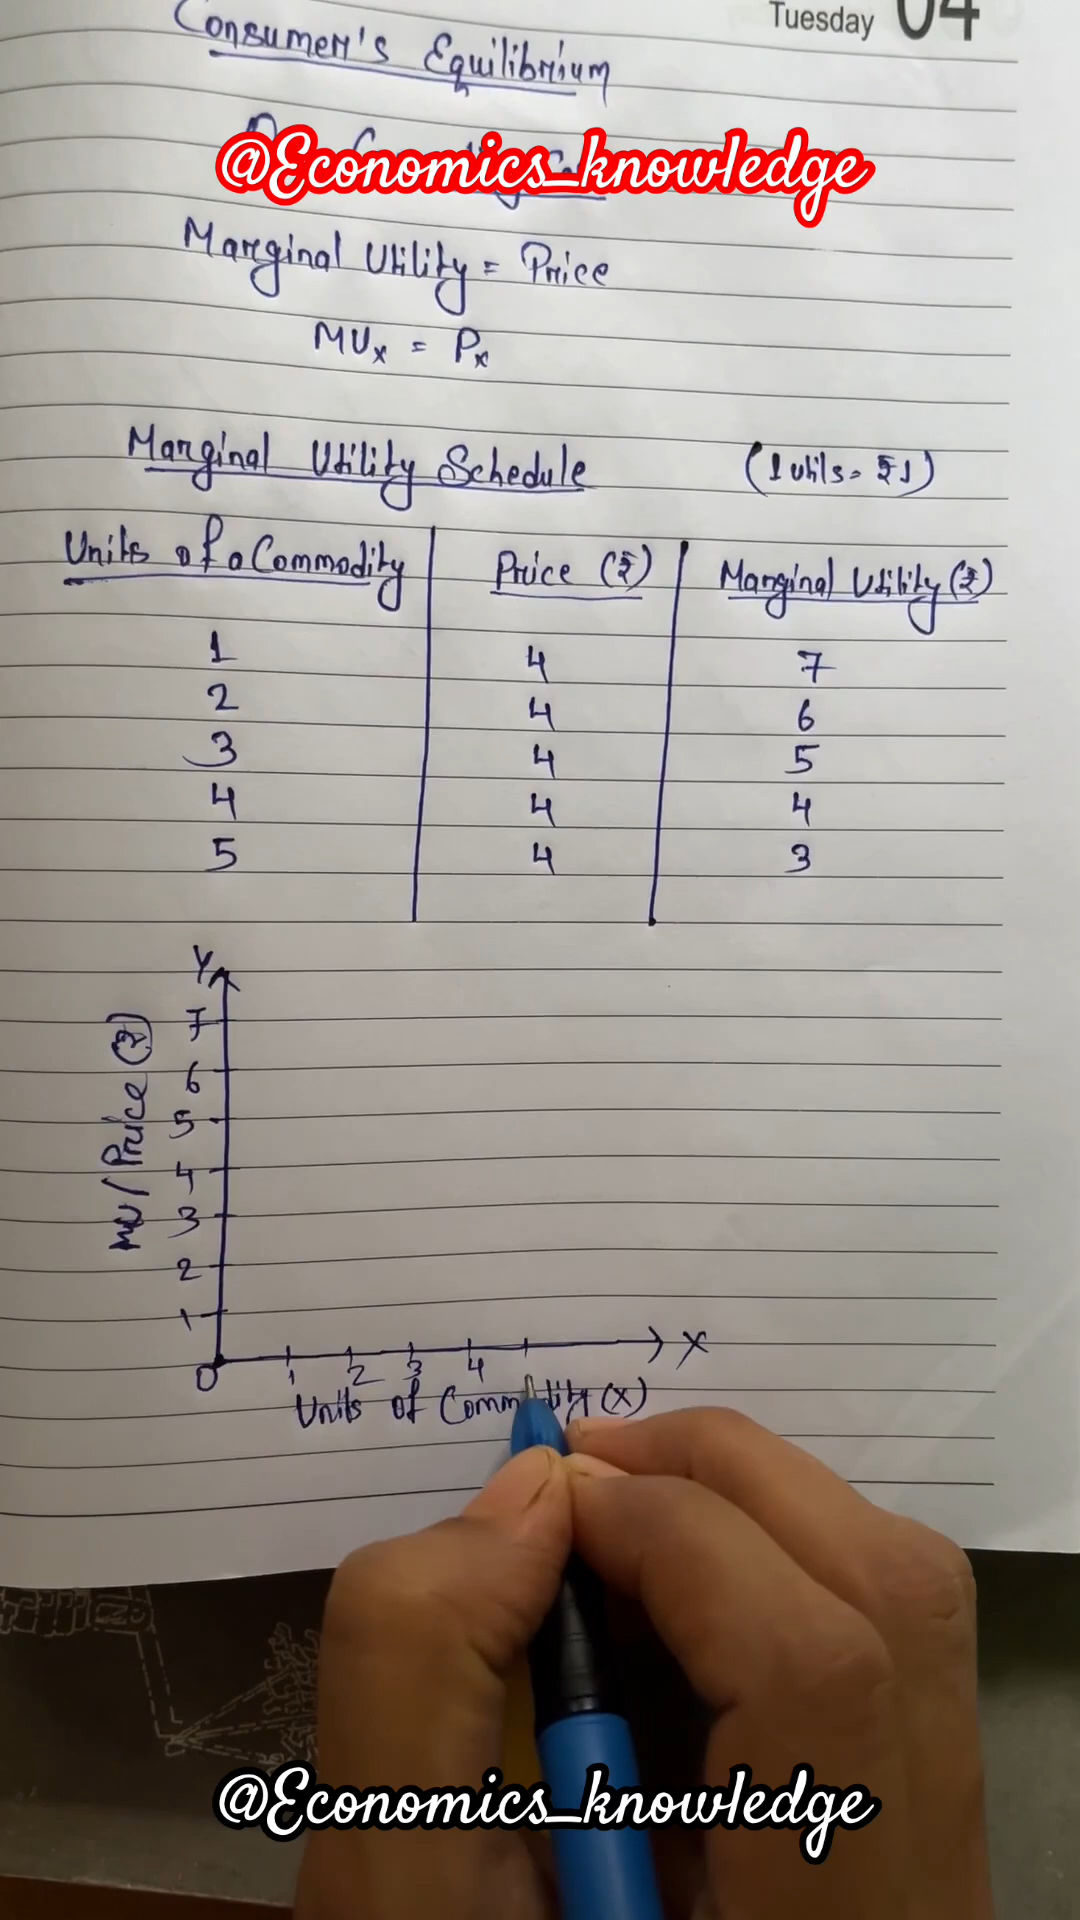 Tuesday 04
Consumer's Equilibrium
@Economics_knowledge
Marginal Utility = Price
MUx = Px
Marginal Utility Schedule (1 utils = ₹1)
Units of a Commodity Price (₹) Marginal Utility (₹)
1 4 7
2 4 6
3 4 5
4 4 4
5 4 3
Y
7
6
5
4
3
2
1
MU/Price (₹)
0 1 2 3 4 X
Units of Commodity (X)
@Economics_knowledge